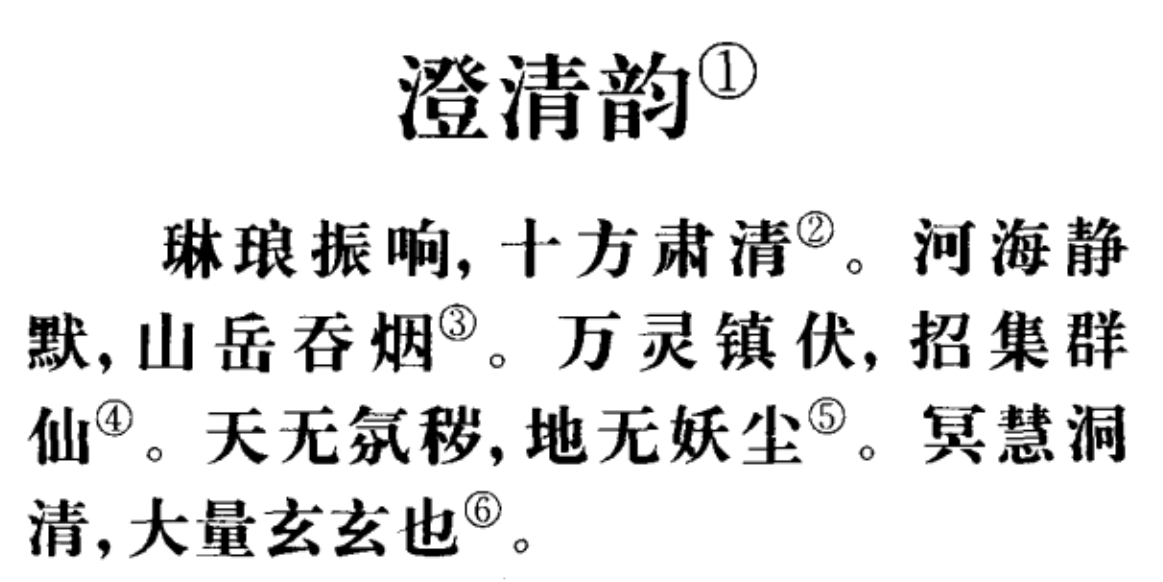 澄清韵①
琳琅振响,十方肃清②。河海静
默,山岳吞烟③。万灵镇伏,招集群
仙④。天无氛秽,地无妖尘⑤。冥慧洞
清,大量玄玄也⑥。